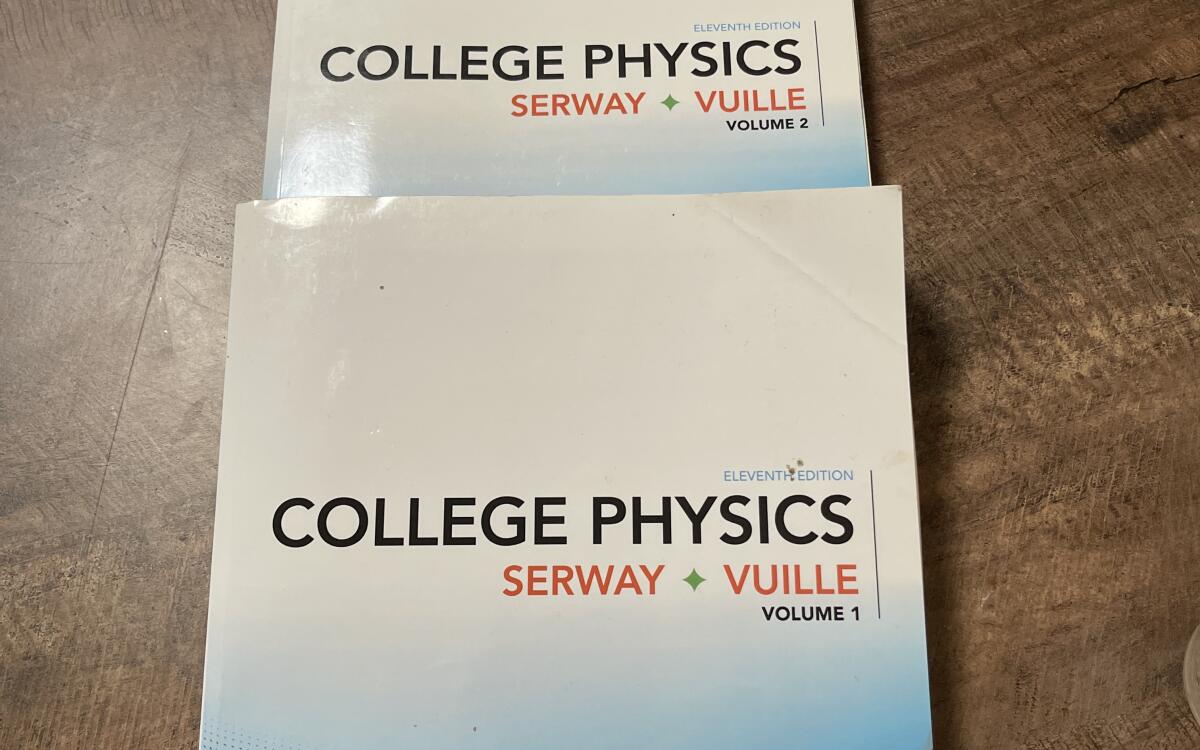 ELEVENTH EDITION
COLLEGE PHYSICS
SERWAY ✦ VUILLE
VOLUME 2
ELEVENTH EDITION
COLLEGE PHYSICS
SERWAY ✦ VUILLE
VOLUME 1